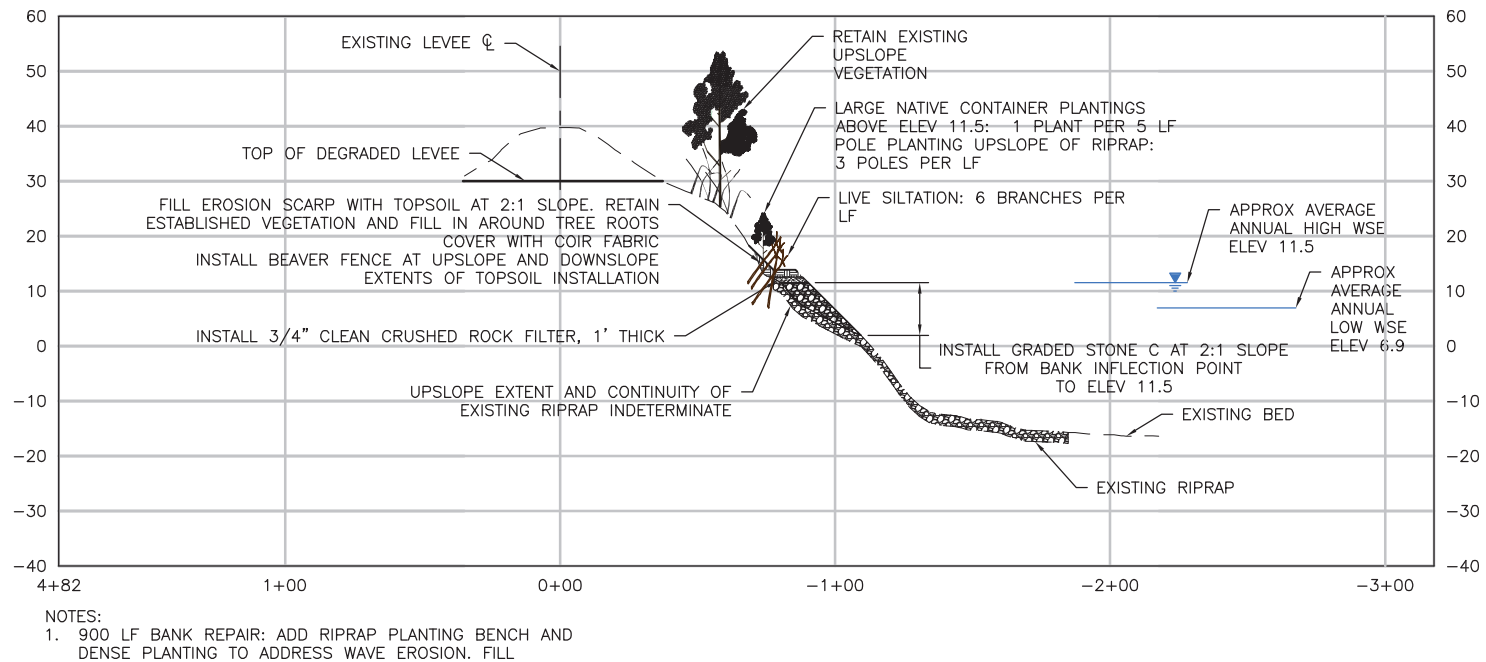 60
50
40
30
20
10
0
-10
-20
-30
-40
60
50
40
30
20
10
0
-10
-20
-30
-40
EXISTING LEVEE ℄
TOP OF DEGRADED LEVEE
FILL EROSION SCARP WITH TOPSOIL AT 2:1 SLOPE. RETAIN
ESTABLISHED VEGETATION AND FILL IN AROUND TREE ROOTS
COVER WITH COIR FABRIC
INSTALL BEAVER FENCE AT UPSLOPE AND DOWNSLOPE
EXTENTS OF TOPSOIL INSTALLATION
INSTALL 3/4" CLEAN CRUSHED ROCK FILTER, 1' THICK
UPSLOPE EXTENT AND CONTINUITY OF
EXISTING RIPRAP INDETERMINATE
RETAIN EXISTING
UPSLOPE
VEGETATION
LARGE NATIVE CONTAINER PLANTINGS
ABOVE ELEV 11.5: 1 PLANT PER 5 LF
POLE PLANTING UPSLOPE OF RIPRAP:
3 POLES PER LF
LIVE SILTATION: 6 BRANCHES PER
LF
APPROX AVERAGE
ANNUAL HIGH WSE
ELEV 11.5
APPROX
AVERAGE
ANNUAL
LOW WSE
ELEV 6.9
INSTALL GRADED STONE C AT 2:1 SLOPE
FROM BANK INFLECTION POINT
TO ELEV 11.5
EXISTING BED
EXISTING RIPRAP
4+82
1+00
0+00
-1+00
-2+00
-3+00
NOTES:
1. 900 LF BANK REPAIR: ADD RIPRAP PLANTING BENCH AND
DENSE PLANTING TO ADDRESS WAVE EROSION. FILL